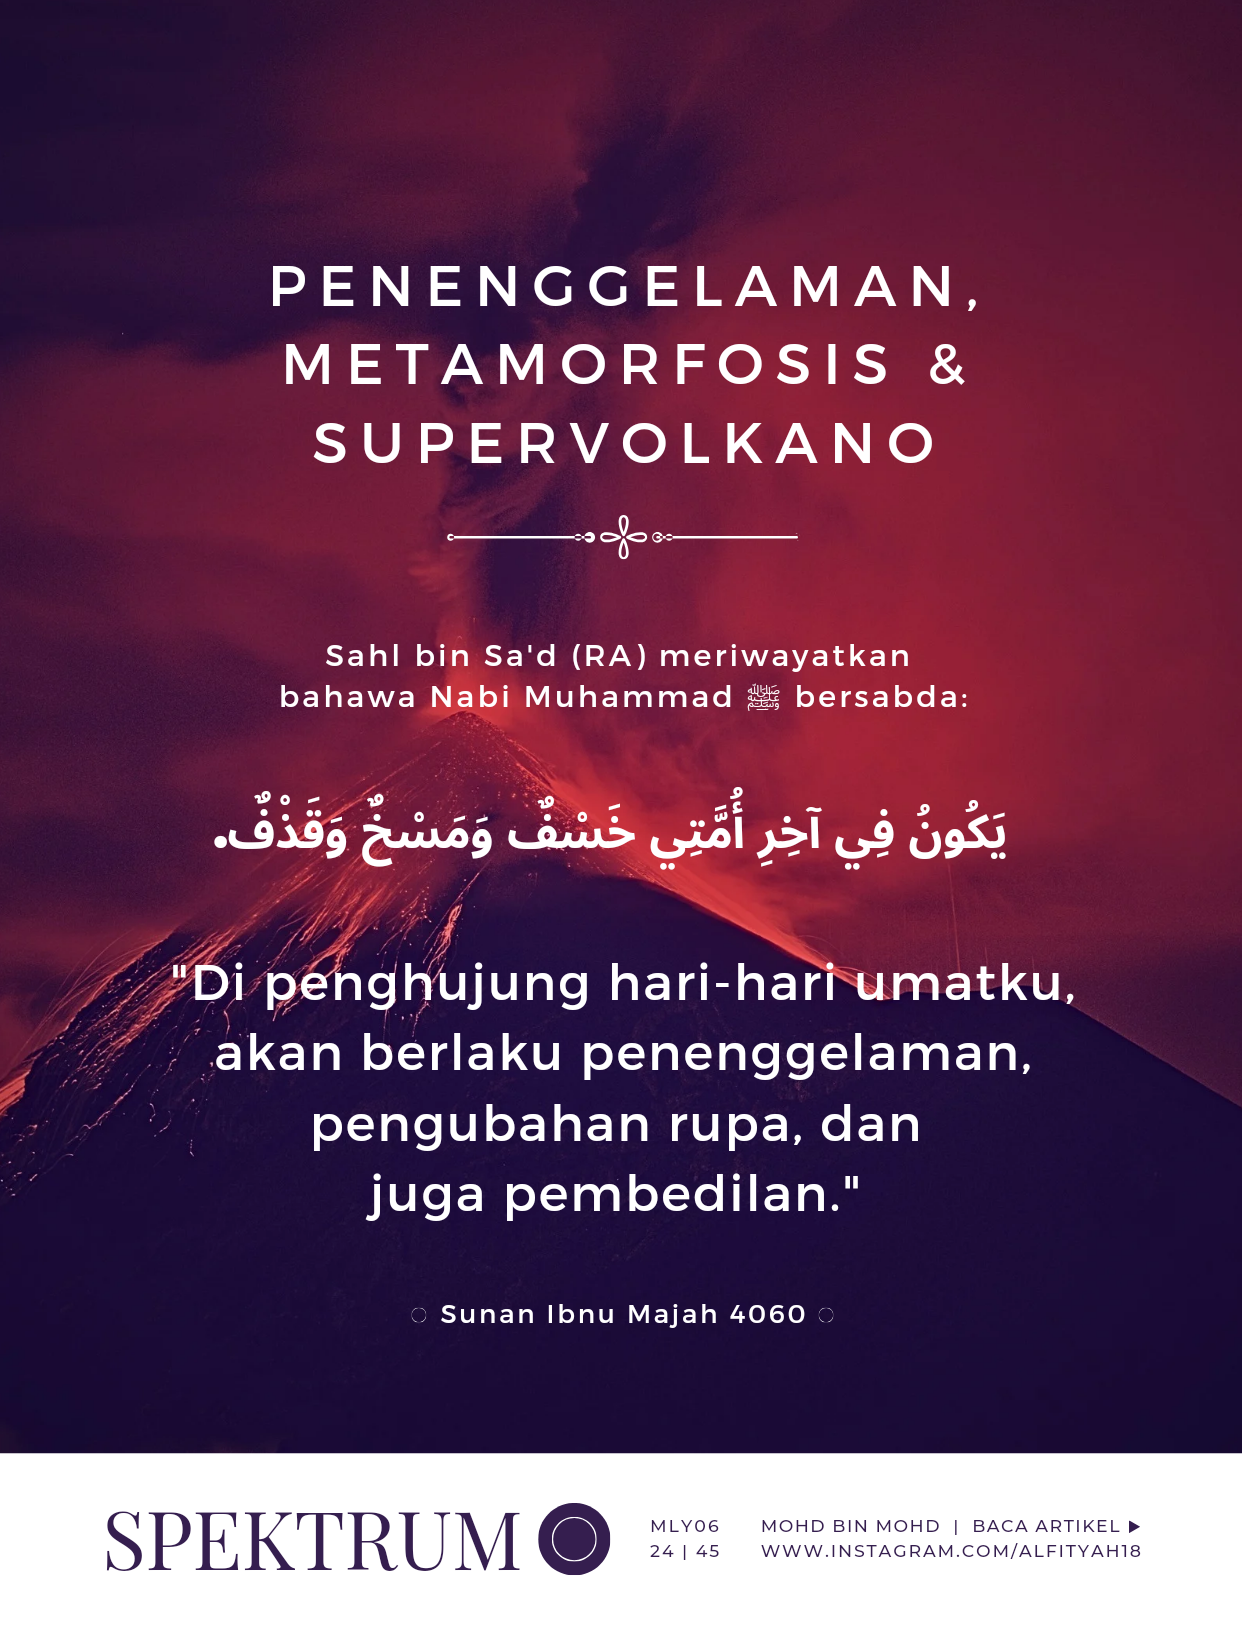 PENENGGELAMAN,
METAMORFOSIS &
SUPERVOLKANO
Sahl bin Sa'd (RA) meriwayatkan
bahawa Nabi Muhammad ﷺ bersabda:
يَكُونُ فِي آخِرِ أُمَّتِي خَسْفٌ وَمَسْخٌ وَقَذْفٌ.
"Di penghujung hari-hari umatku,
akan berlaku penenggelaman,
pengubahan rupa, dan
juga pembedilan."
Sunan Ibnu Majah 4060
SPEKTRUM
MLY06
24 | 45
MOHD BIN MOHD | BACA ARTIKEL ▶
WWW.INSTAGRAM.COM/ALFITYAH18